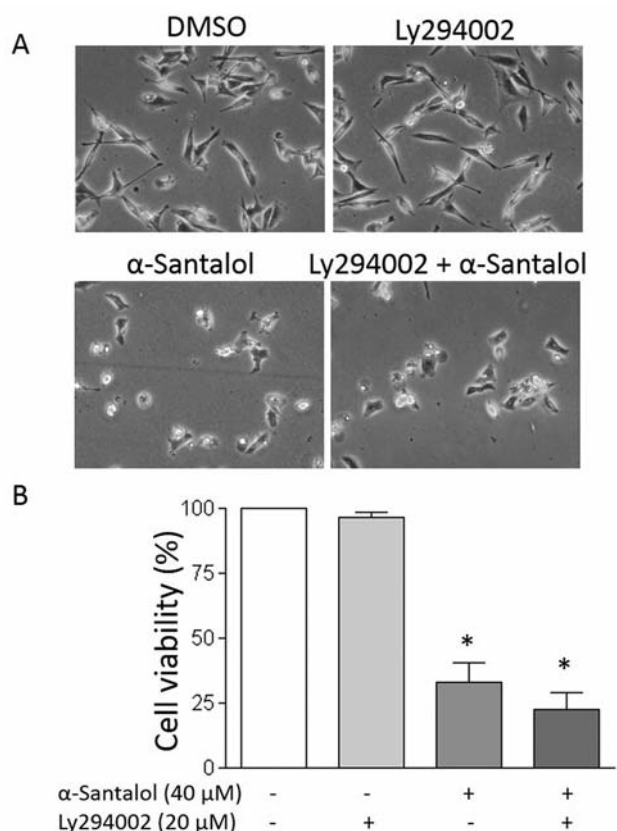 A
DMSO
Ly294002
α-Santalol
Ly294002 + α-Santalol
B
Cell viability (%)
100
75
50
25
0
*
*
α-Santalol (40 μM) - - + +
Ly294002 (20 μM) - + - +